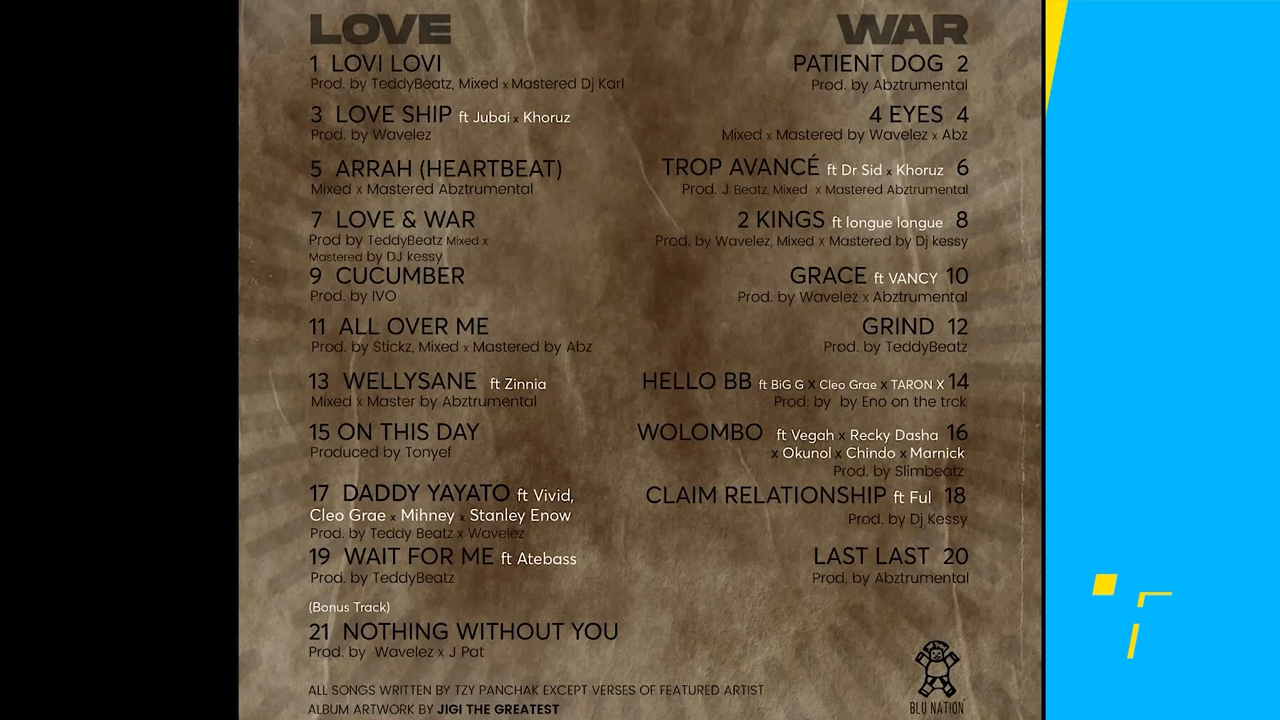 LOVE
1 LOVI LOVI
Prod. by TeddyBeatz, Mixed x Mastered Dj Karl
3 LOVE SHIP ft Jubai x Khoruz
Prod. by Wavelez
5 ARRAH (HEARTBEAT)
Mixed x Mastered Abztrumental
7 LOVE & WAR
Prod by TeddyBeatz Mixed x
Mastered by DJ kessy
9 CUCUMBER
Prod. by IVO
11 ALL OVER ME
Prod. by Stickz, Mixed x Mastered by Abz
13 WELLYSANE ft Zinnia
Mixed x Master by Abztrumental
15 ON THIS DAY
Produced by Tonyef
17 DADDY YAYATO ft Vivid,
Cleo Grae x Mihney x Stanley Enow
Prod. by Teddy Beatz x Wavelez
19 WAIT FOR ME ft Atebass
Prod. by TeddyBeatz
(Bonus Track)
21 NOTHING WITHOUT YOU
Prod. by Wavelez x J Pat
WAR
PATIENT DOG 2
Prod. by Abztrumental
4 EYES 4
Mixed x Mastered by Wavelez x Abz
TROP AVANCÉ ft Dr Sid x Khoruz 6
Prod. J Beatz, Mixed x Mastered Abztrumental
2 KINGS ft longue longue 8
Prod. by Wavelez, Mixed X Mastered by Dj kessy
GRACE ft VANCY 10
Prod. by Wavelez x Abztrumental
GRIND 12
Prod. by TeddyBeatz
HELLO BB ft BiG G X Cleo Grae x TARON X 14
Prod. by by Eno on the trck
WOLOMBO ft Vegah x Recky Dasha 16
x Okunol x Chindo x Marnick
Prod. by Slimbeatz
CLAIM RELATIONSHIP ft Ful 18
Prod. by Dj Kessy
LAST LAST 20
Prod. by Abztrumental
ALL SONGS WRITTEN BY TZY PANCHAK EXCEPT VERSES OF FEATURED ARTIST
ALBUM ARTWORK BY JIGI THE GREATEST
BLU NATION